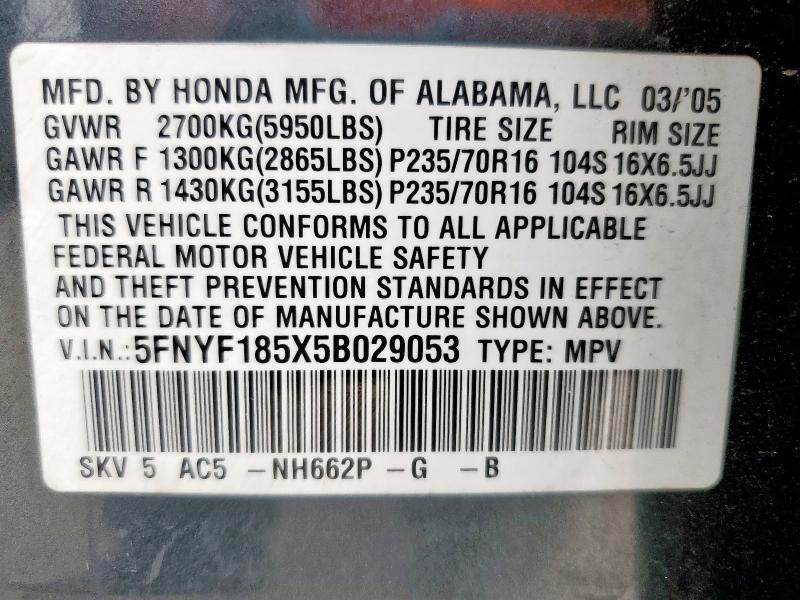 MFD. BY HONDA MFG. OF ALABAMA, LLC 03/'05
GVWR 2700KG(5950LBS) TIRE SIZE RIM SIZE
GAWR F 1300KG(2865LBS) P235/70R16 104S 16X6.5JJ
GAWR R 1430KG(3155LBS) P235/70R16 104S 16X6.5JJ
THIS VEHICLE CONFORMS TO ALL APPLICABLE
FEDERAL MOTOR VEHICLE SAFETY
AND THEFT PREVENTION STANDARDS IN EFFECT
ON THE DATE OF MANUFACTURE SHOWN ABOVE.
V.I.N.:5FNYF185X5B029053 TYPE: MPV
SKV 5 AC5 -NH662P -G -B